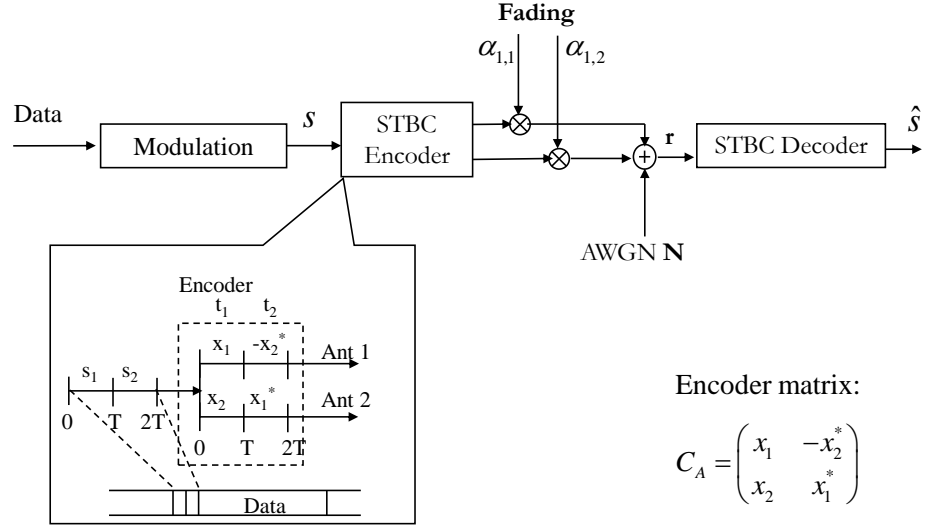 Fading
α1,1 α1,2
Data
Modulation
s
STBC Encoder
r
STBC Decoder
ŝ
AWGN N
Encoder
t1 t2
x1 -x2* Ant 1
s1 s2
x2 x1* Ant 2
0 T 2T
0 T 2T
Data
Encoder matrix:
C_A = ( x1 -x2*
x2 x1* )